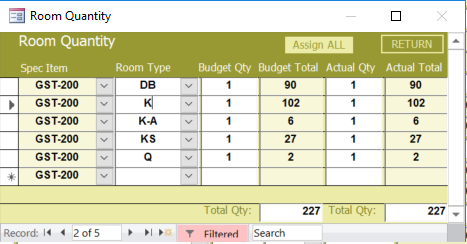 Room Quantity
Room Quantity Assign ALL RETURN
Spec Item Room Type Budget Qty Budget Total Actual Qty Actual Total
GST-200 DB 1 90 1 90
GST-200 K 1 102 1 102
GST-200 K-A 1 6 1 6
GST-200 KS 1 27 1 27
GST-200 Q 1 2 1 2
GST-200
Total Qty: 227 Total Qty: 227
Record: 2 of 5 Filtered Search